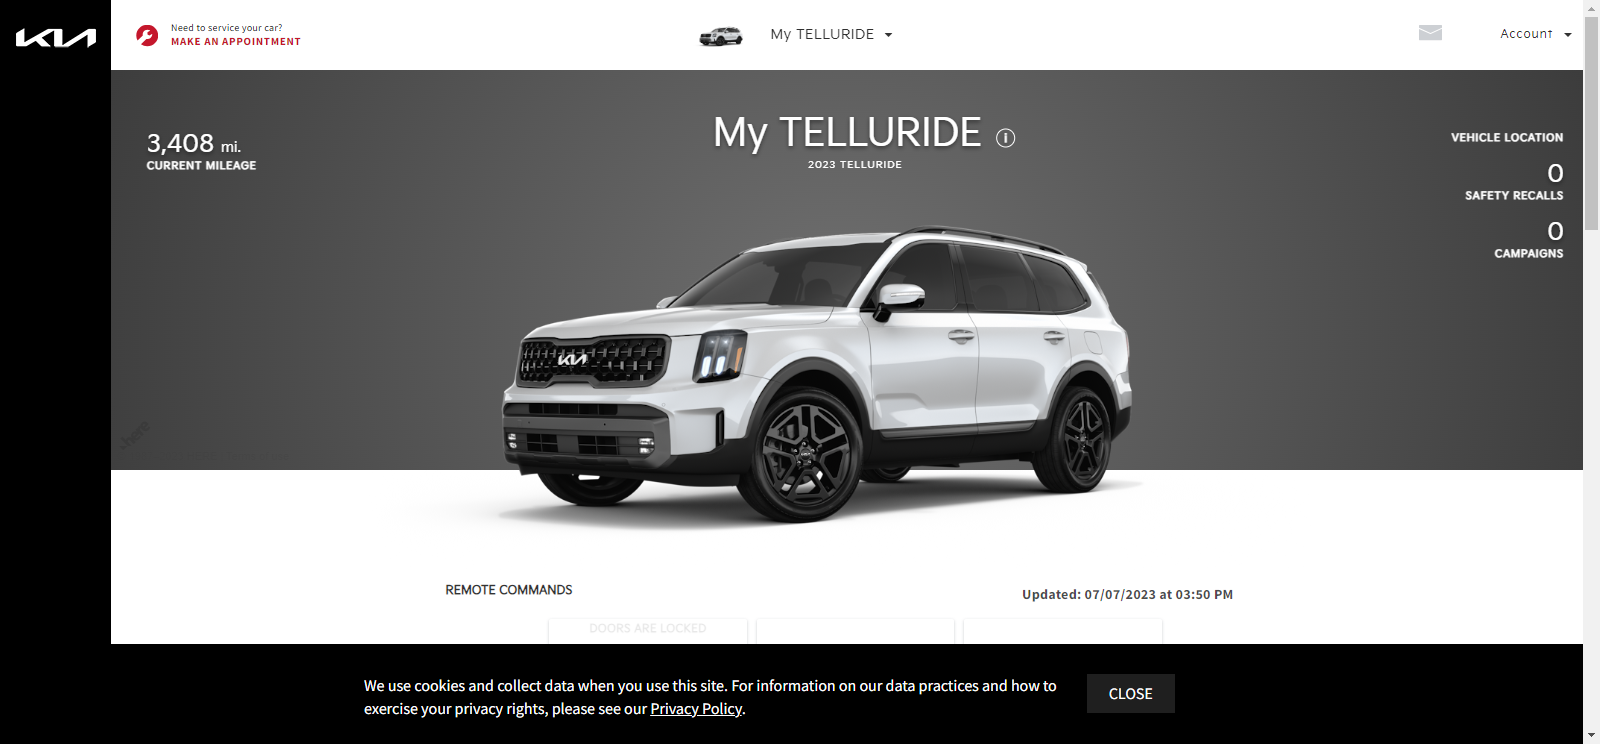 KIA
Need to service your car?
MAKE AN APPOINTMENT
My TELLURIDE
Account
3,408 mi.
CURRENT MILEAGE
My TELLURIDE
2023 TELLURIDE
VEHICLE LOCATION
0
SAFETY RECALLS
0
CAMPAIGNS
KIA
here
REMOTE COMMANDS
Updated: 07/07/2023 at 03:50 PM
DOORS ARE LOCKED
We use cookies and collect data when you use this site. For information on our data practices and how to
exercise your privacy rights, please see our Privacy Policy.
CLOSE